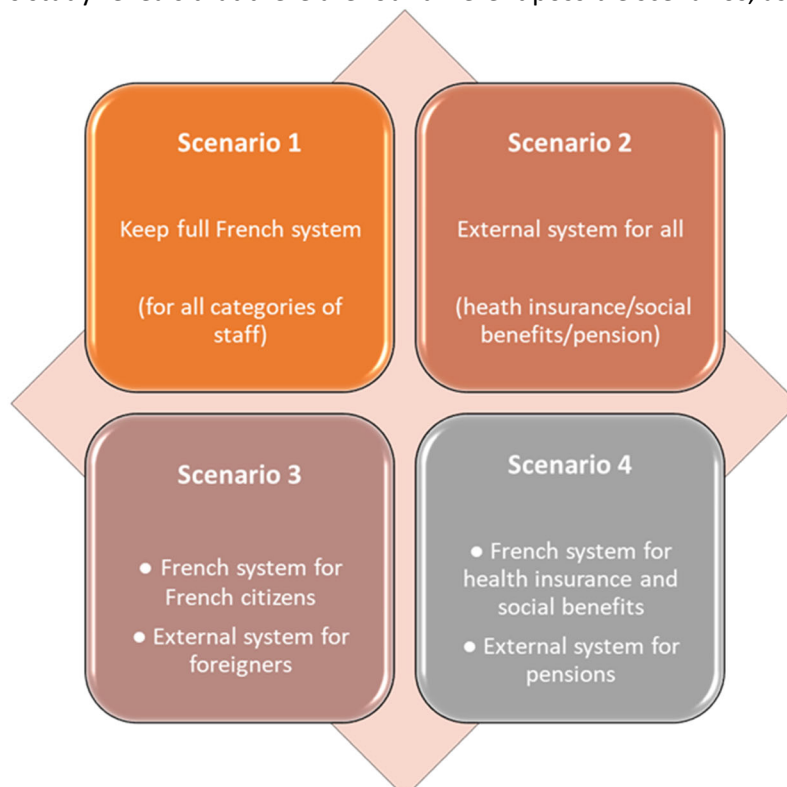 Scenario 1
Keep full French system
(for all categories of
staff)
Scenario 2
External system for all
(heath insurance/social
benefits/pension)
Scenario 3
● French system for
French citizens
● External system for
foreigners
Scenario 4
● French system for
health insurance and
social benefits
● External system for
pensions